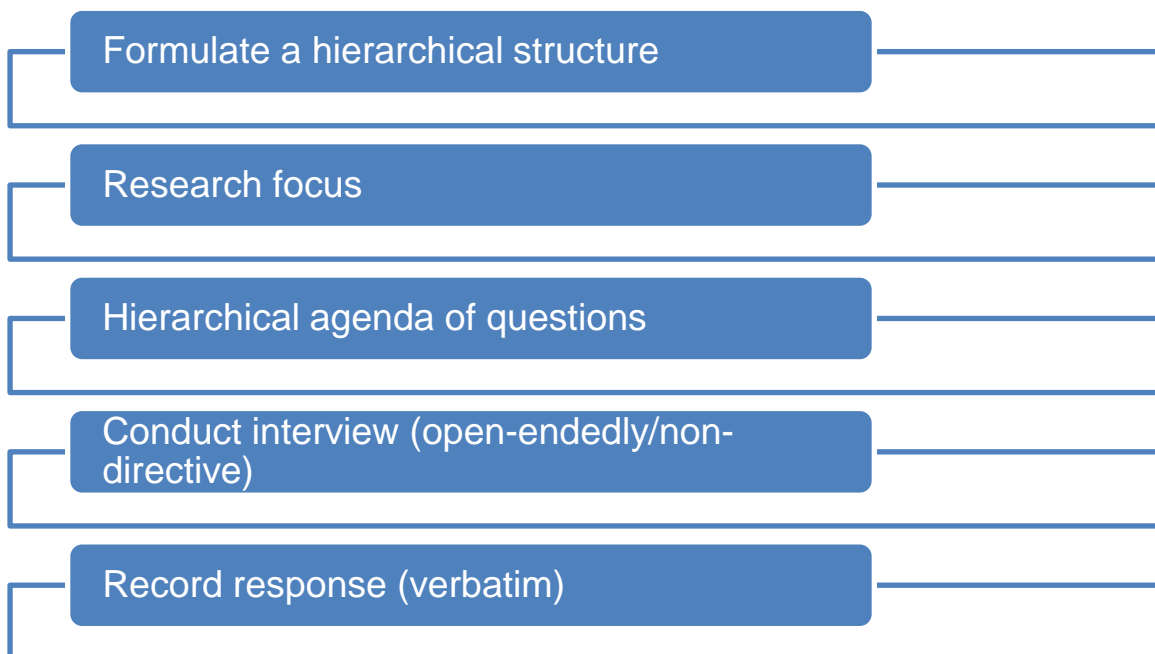 Formulate a hierarchical structure
Research focus
Hierarchical agenda of questions
Conduct interview (open-endedly/non-
directive)
Record response (verbatim)